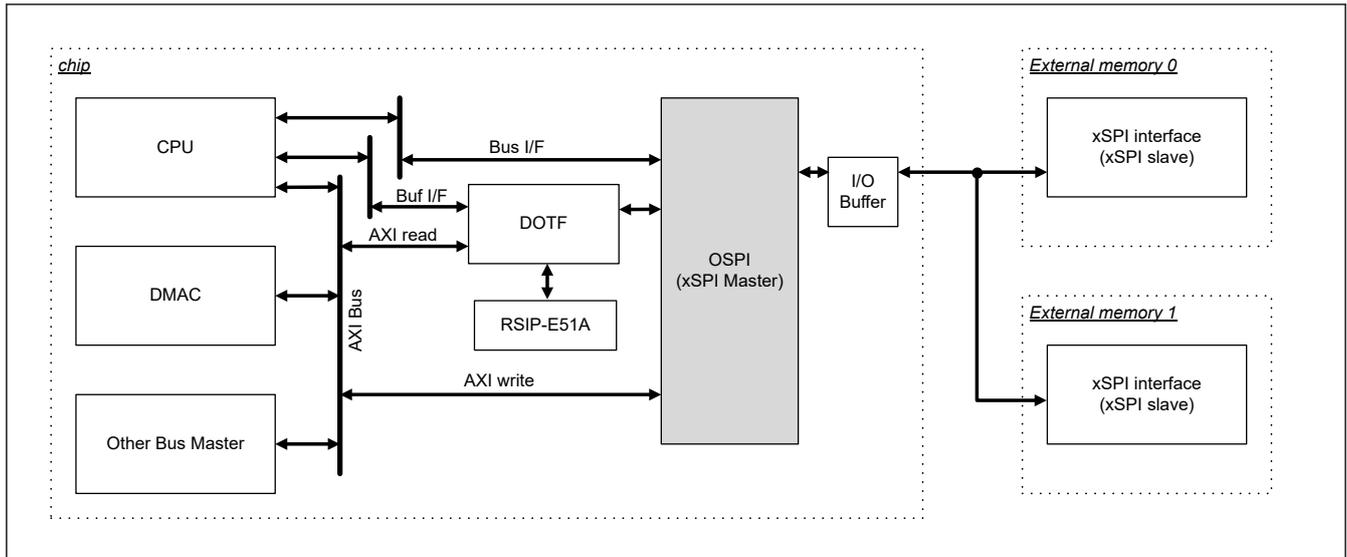 chip
External memory 0
CPU
xSPI interface
(xSPI slave)
Bus I/F
I/O
Buffer
Buf I/F
DOTF
AXI read
OSPI
(xSPI Master)
DMAC
AXI Bus
RSIP-E51A
External memory 1
AXI write
xSPI interface
(xSPI slave)
Other Bus Master